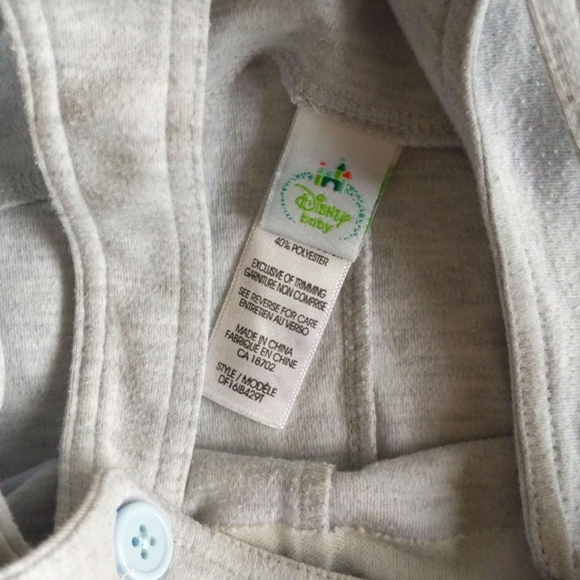 Disney
baby
40% POLYESTER
EXCLUSIVE OF TRIMMING
GARNITURE NON COMPRISE
SEE REVERSE FOR CARE
ENTRETIEN AU VERSO
MADE IN CHINA
FABRIQUÉ EN CHINE
CA 18702
STYLE / MODÈLE
DF16IB429T